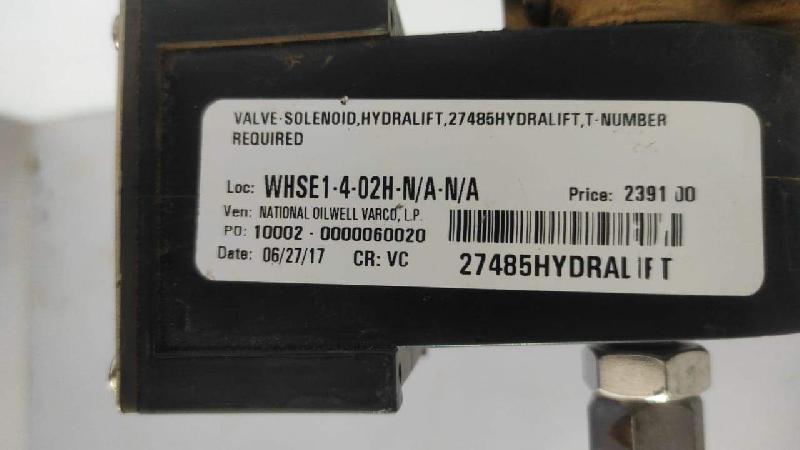 VALVE-SOLENOID,HYDRALIFT,27485HYDRALIFT,T-NUMBER
REQUIRED
Loc: WHSE1-4-02H-N/A-N/A Price: 2391.00
Ven: NATIONAL OILWELL VARCO, L.P.
PO: 10002 - 0000060020
Date: 06/27/17 CR: VC 27485HYDRALIFT